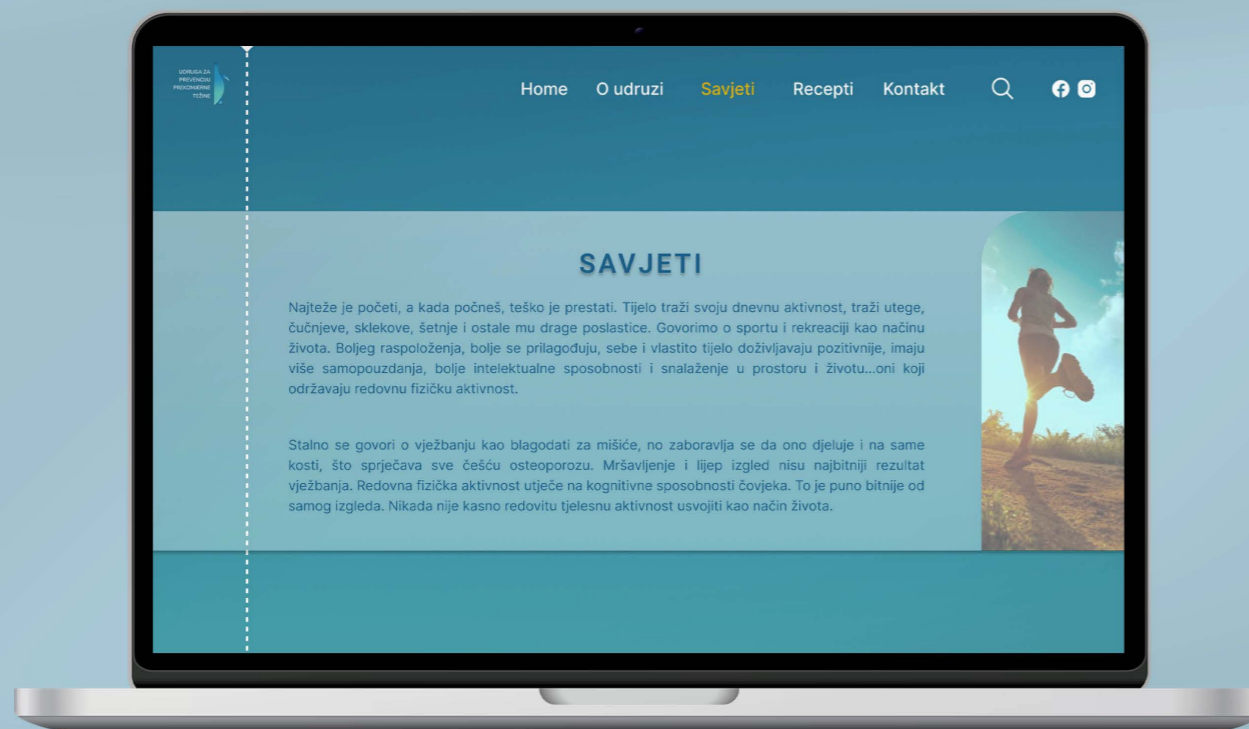 UDRUGA ZA
PREVENCIJU
PREKOMJERNE
TEŽINE
Home O udruzi Savjeti Recepti Kontakt
SAVJETI
Najteže je početi, a kada počneš, teško je prestati. Tijelo traži svoju dnevnu aktivnost, traži utege,
čučnjeve, sklekove, šetnje i ostale mu drage poslastice. Govorimo o sportu i rekreaciji kao načinu
života. Boljeg raspoloženja, bolje se prilagođuju, sebe i vlastito tijelo doživljavaju pozitivnije, imaju
više samopouzdanja, bolje intelektualne sposobnosti i snalaženje u prostoru i životu...oni koji
održavaju redovnu fizičku aktivnost.
Stalno se govori o vježbanju kao blagodati za mišiće, no zaboravlja se da ono djeluje i na same
kosti, što sprječava sve češću osteoporozu. Mršavljenje i lijep izgled nisu najbitniji rezultat
vježbanja. Redovna fizička aktivnost utječe na kognitivne sposobnosti čovjeka. To je puno bitnije od
samog izgleda. Nikada nije kasno redovitu tjelesnu aktivnost usvojiti kao način života.